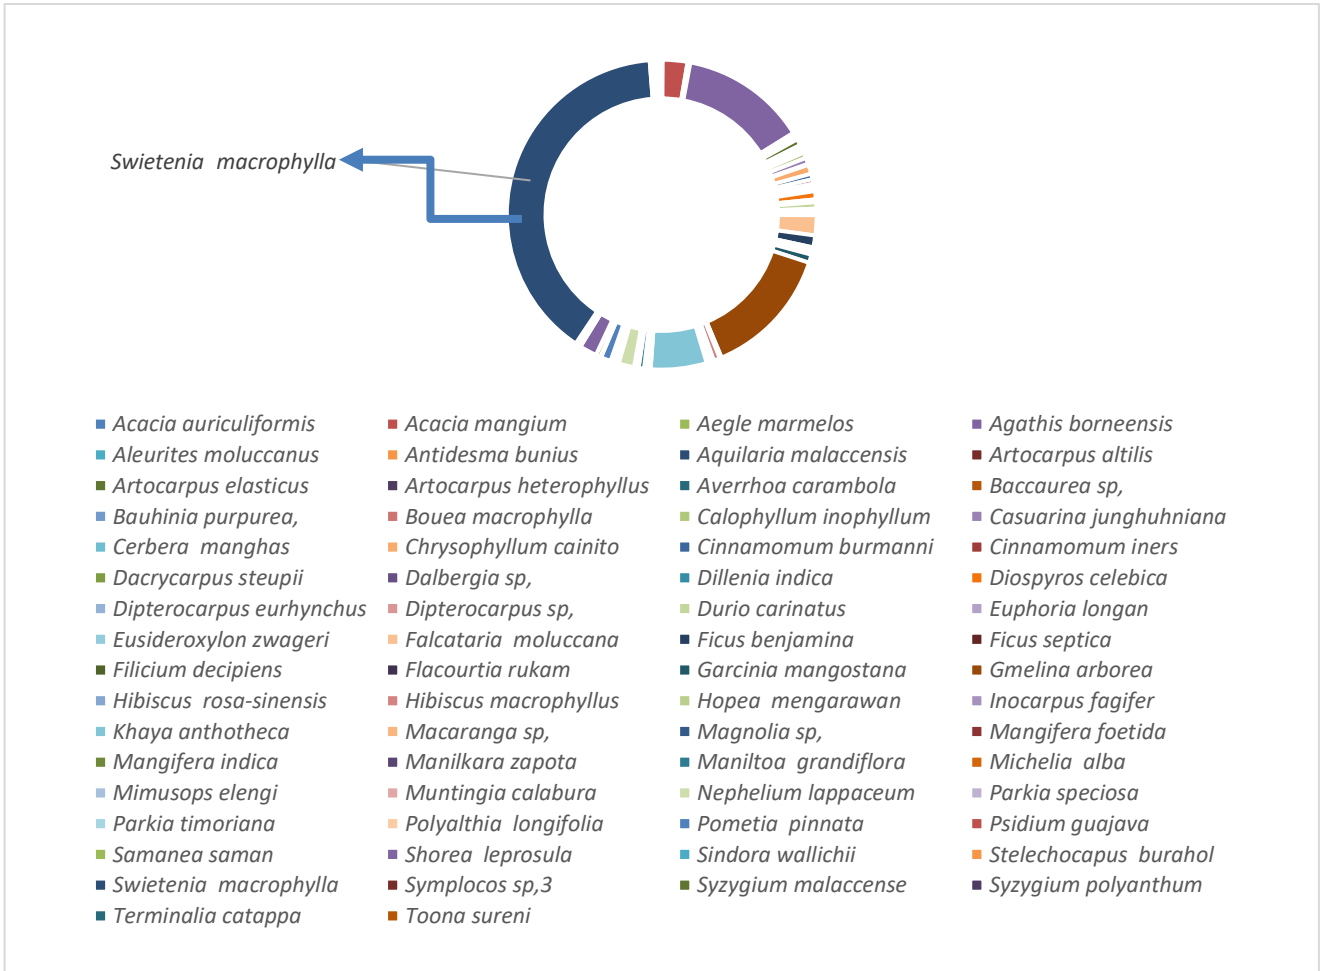 Swietenia macrophylla
Acacia auriculiformis Acacia mangium Aegle marmelos Agathis borneensis
Aleurites moluccanus Antidesma bunius Aquilaria malaccensis Artocarpus altilis
Artocarpus elasticus Artocarpus heterophyllus Averrhoa carambola Baccaurea sp,
Bauhinia purpurea, Bouea macrophylla Calophyllum inophyllum Casuarina junghuhniana
Cerbera manghas Chrysophyllum cainito Cinnamomum burmanni Cinnamomum iners
Dacrycarpus steupii Dalbergia sp, Dillenia indica Diospyros celebica
Dipterocarpus eurhynchus Dipterocarpus sp, Durio carinatus Euphoria longan
Eusideroxylon zwageri Falcataria moluccana Ficus benjamina Ficus septica
Filicium decipiens Flacourtia rukam Garcinia mangostana Gmelina arborea
Hibiscus rosa-sinensis Hibiscus macrophyllus Hopea mengarawan Inocarpus fagifer
Khaya anthotheca Macaranga sp, Magnolia sp, Mangifera foetida
Mangifera indica Manilkara zapota Maniltoa grandiflora Michelia alba
Mimusops elengi Muntingia calabura Nephelium lappaceum Parkia speciosa
Parkia timoriana Polyalthia longifolia Pometia pinnata Psidium guajava
Samanea saman Shorea leprosula Sindora wallichii Stelechocapus burahol
Swietenia macrophylla Symplocos sp,3 Syzygium malaccense Syzygium polyanthum
Terminalia catappa Toona sureni